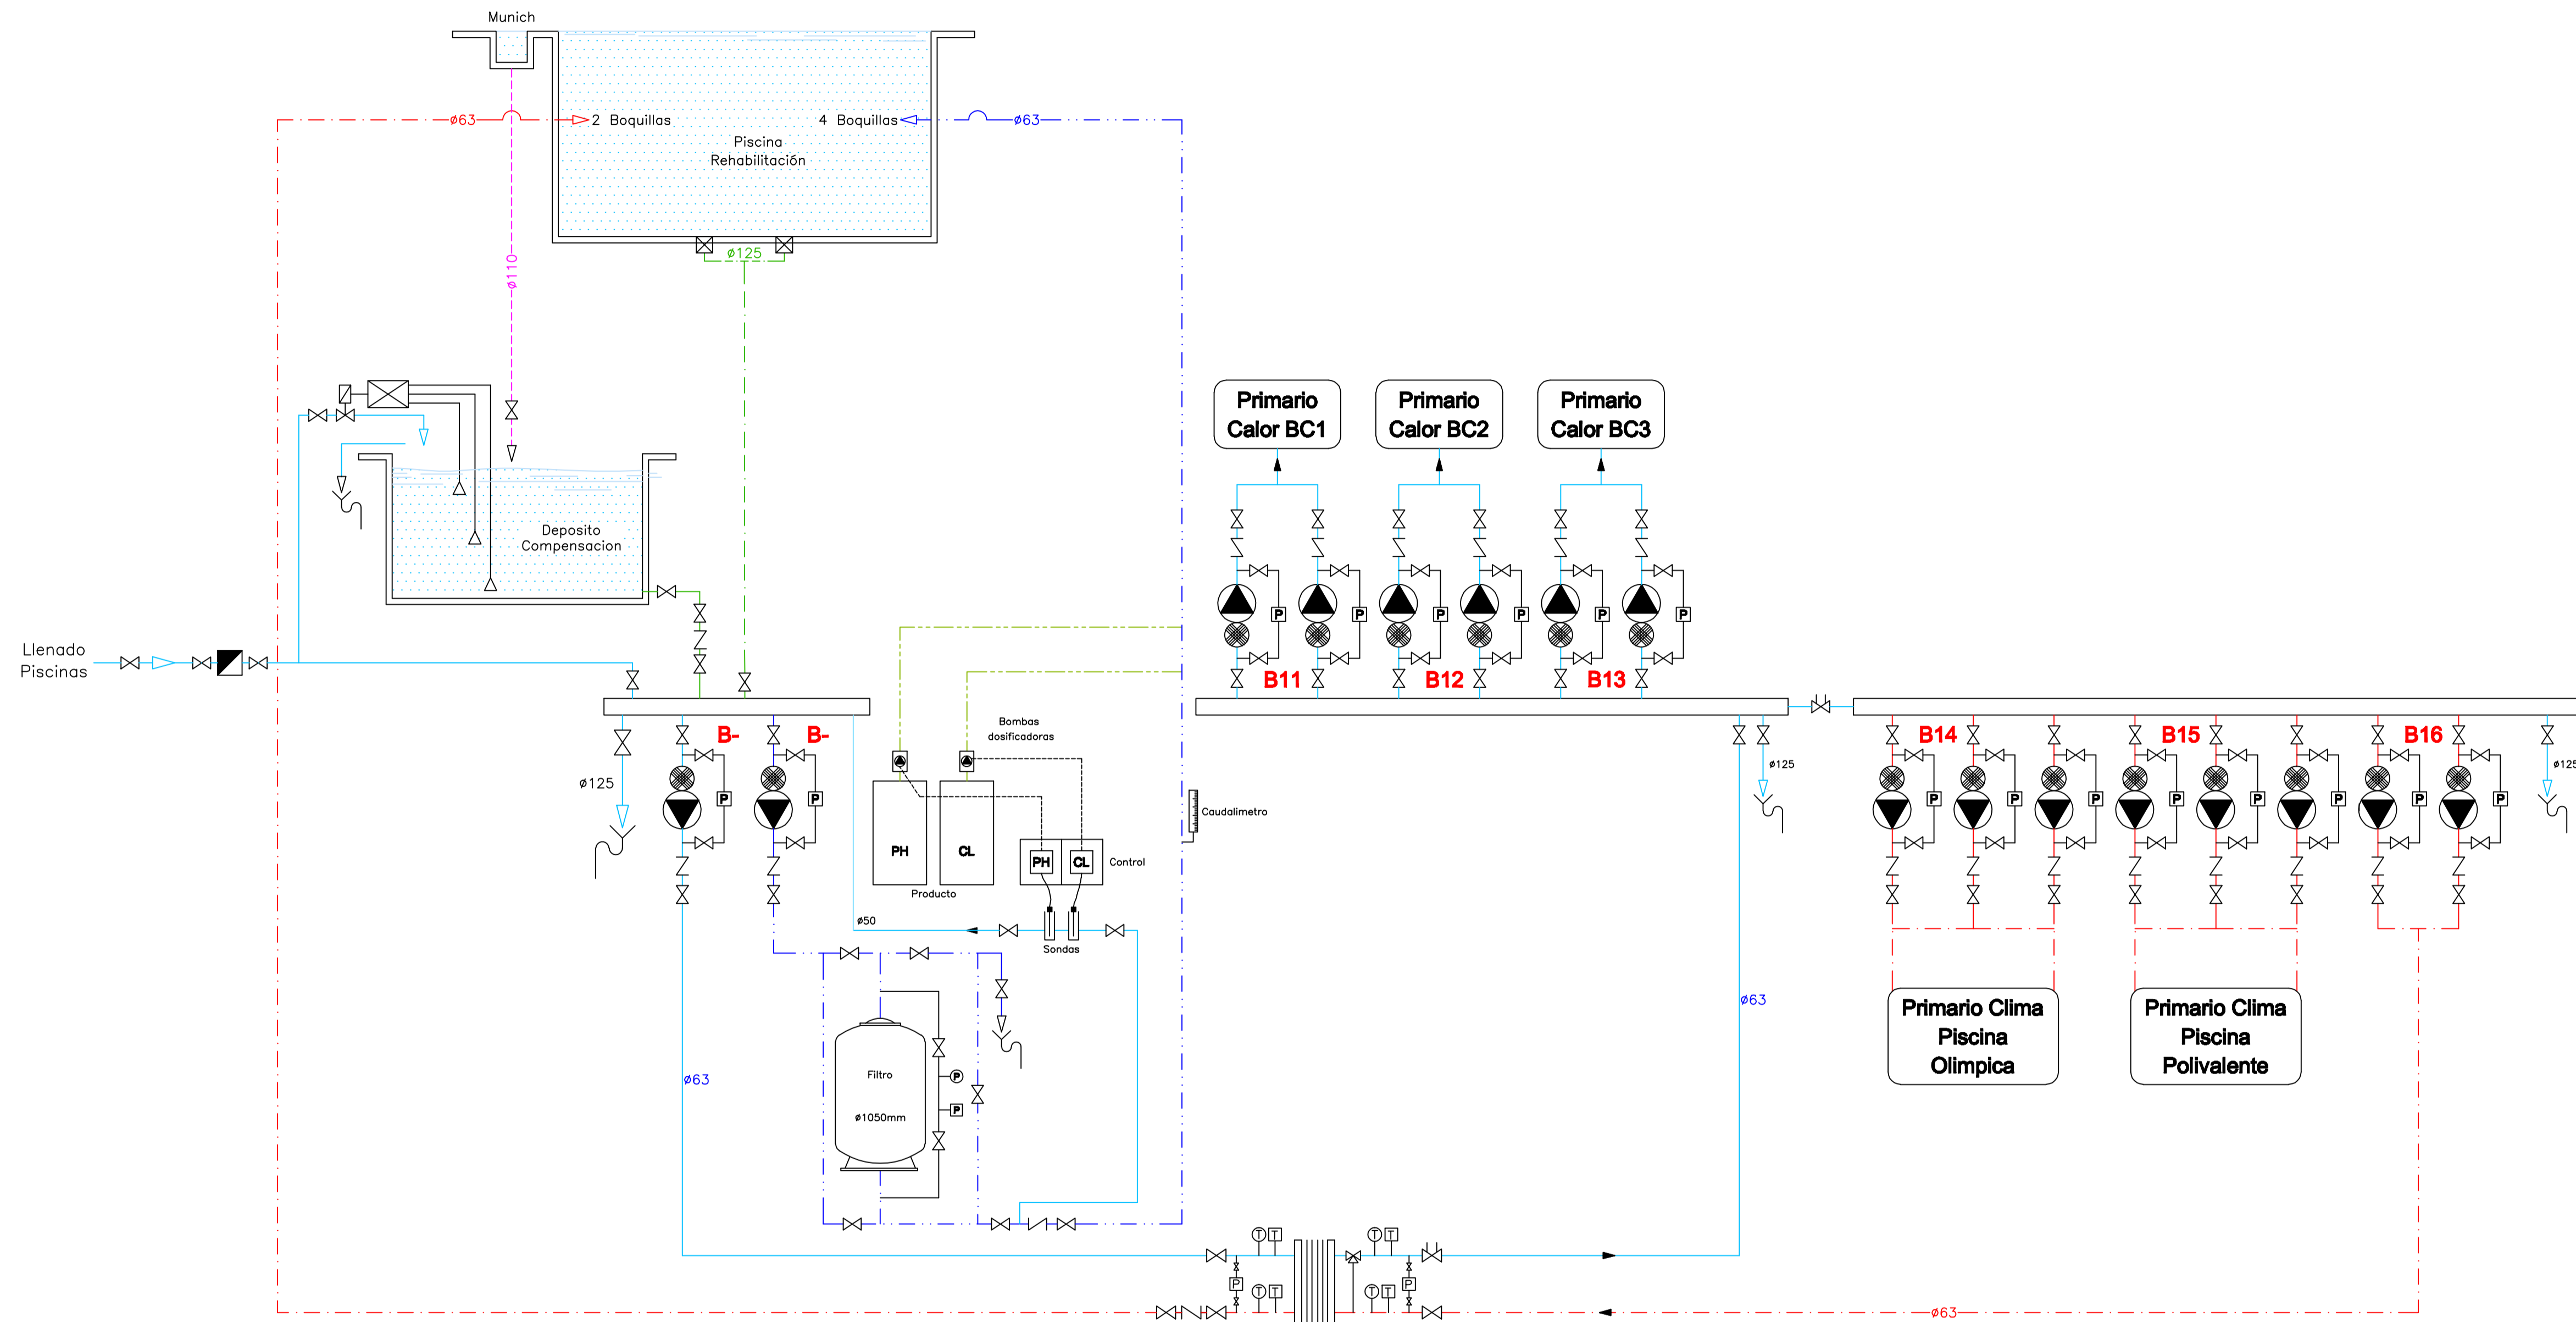 Munich
ø63
2 Boquillas
4 Boquillas
ø63
Piscina
Rehabilitación
ø125
ø110
Primario
Calor BC1
Primario
Calor BC2
Primario
Calor BC3
Deposito
Compensacion
P
P
P
P
P
P
Llenado
Piscinas
B11
B12
B13
B-
B-
Bombas
dosificadoras
B14
B15
B16
ø125
ø125
ø125
P
P
P
P
P
P
P
P
P
P
Caudalimetro
PH
CL
PH
CL
Control
Producto
ø50
Sondas
ø63
Primario Clima
Piscina
Olimpica
Primario Clima
Piscina
Polivalente
Filtro
P
ø63
P
ø1050mm
T
T
T
T
P
P
T
T
T
T
ø63